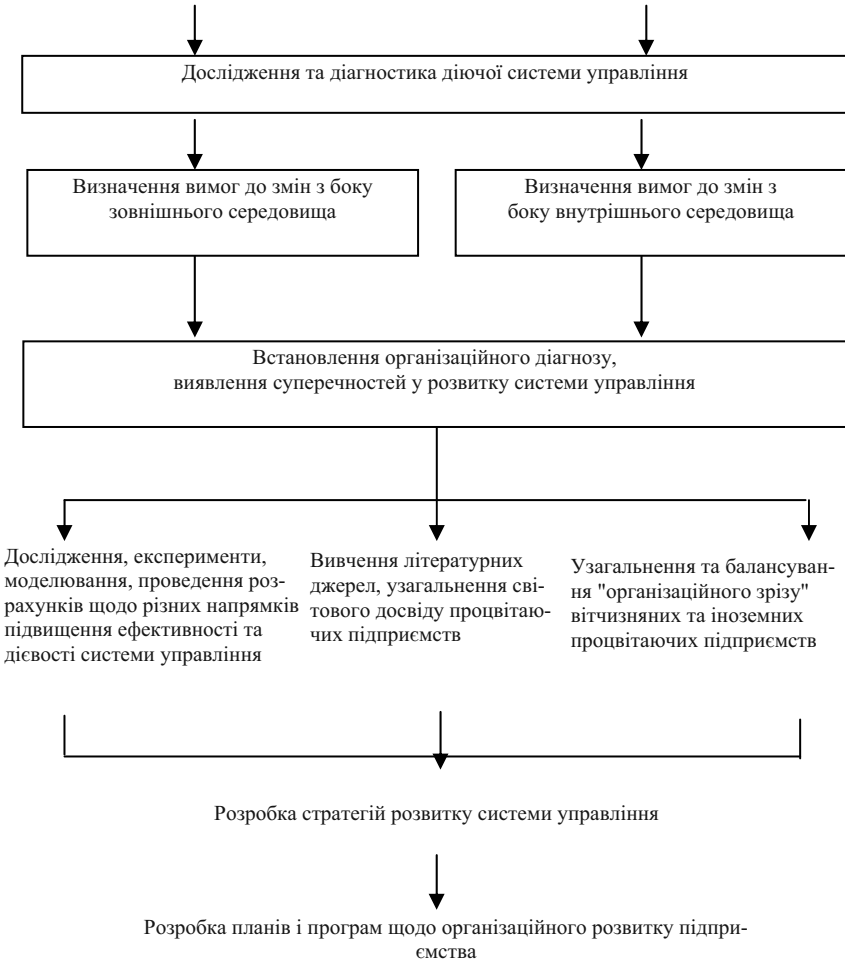 Дослідження та діагностика діючої системи управління
Визначення вимог до змін з боку
зовнішнього середовища
Визначення вимог до змін з
боку внутрішнього середовища
Встановлення організаційного діагнозу,
виявлення суперечностей у розвитку системи управління
Дослідження, експерименти,
моделювання, проведення роз-
рахунків щодо різних напрямків
підвищення ефективності та
дієвості системи управління
Вивчення літературних
джерел, узагальнення сві-
тового досвіду процвітаю-
чих підприємств
Узагальнення та балансуван-
ня "організаційного зрізу"
вітчизняних та іноземних
процвітаючих підприємств
Розробка стратегій розвитку системи управління
Розробка планів і програм щодо організаційного розвитку підпри-
ємства